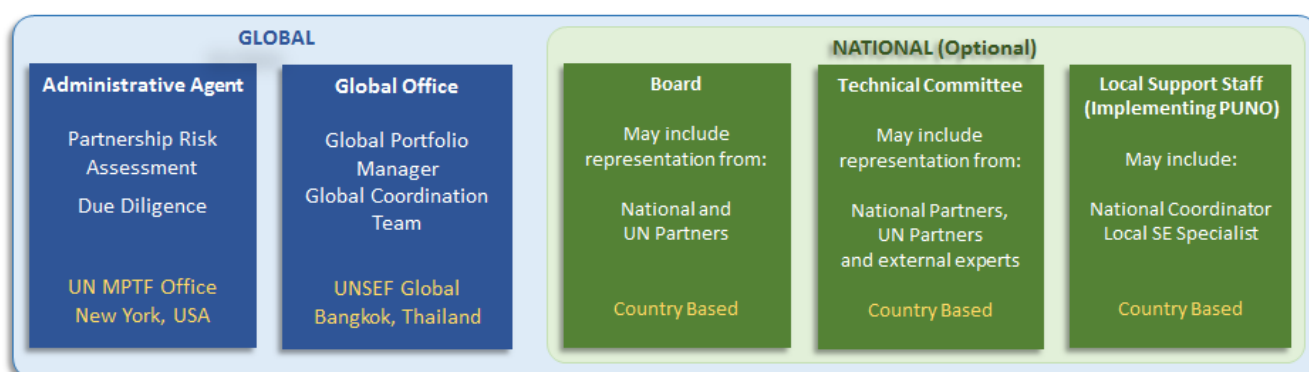 GLOBAL
Administrative Agent
Partnership Risk
Assessment
Due Diligence
UN MPTF Office
New York, USA
Global Office
Global Portfolio
Manager
Global Coordination
Team
UNSEF Global
Bangkok, Thailand
NATIONAL (Optional)
Board
May include
representation from:
National and
UN Partners
Country Based
Technical Committee
May include
representation from:
National Partners,
UN Partners
and external experts
Country Based
Local Support Staff
(Implementing PUNO)
May include:
National Coordinator
Local SE Specialist
Country Based